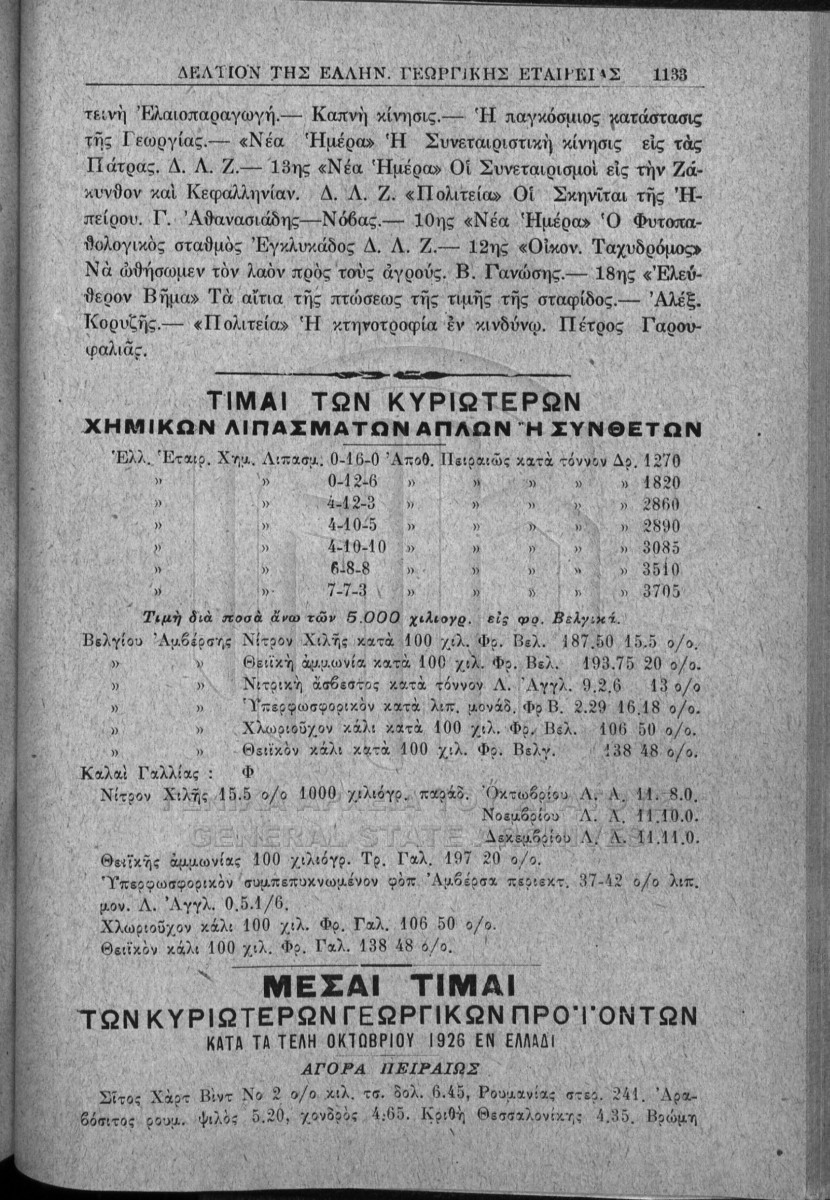 ΔΕΛΤΙΟΝ ΤΗΣ ΕΛΛΗΝ. ΓΕΩΡΓΙΚΗΣ ΕΤΑΙΡΕΙΑΣ 1133
τεινὴ Ἐλαιοπαραγωγή.— Καπνὴ κίνησις.— Ἡ παγκόσμιος κατάστασις
τῆς Γεωργίας.— «Νέα Ἡμέρα» Ἡ Συνεταιριστικὴ κίνησις εἰς τὰς
Πάτρας. Δ. Λ. Ζ.— 13ης «Νέα Ἡμέρα» Οἱ Συνεταιρισμοὶ εἰς τὴν Ζά-
κυνθον καὶ Κεφαλληνίαν. Δ. Λ. Ζ. «Πολιτεία» Οἱ Σκηνῖται τῆς Ἠ-
πείρου. Γ. Ἀθανασιάδης—Νόβας.— 10ης «Νέα Ἡμέρα» Ὁ Φυτοπα-
θολογικὸς σταθμὸς Ἐγκλυκάδος Δ. Λ. Ζ.— 12ης «Οἰκον. Ταχυδρόμος»
Νὰ ὠθήσωμεν τὸν λαὸν πρὸς τοὺς ἀγρούς. Β. Γανώσης.— 18ης «Ἐλεύ-
θερον Βῆμα» Τὰ αἴτια τῆς πτώσεως τῆς τιμῆς τῆς σταφίδος.— Ἀλέξ.
Κορυζῆς.— «Πολιτεία» Ἡ κτηνοτροφία ἐν κινδύνῳ. Πέτρος Γαρου-
φαλιᾶς.
ΤΙΜΑΙ ΤΩΝ ΚΥΡΙΩΤΕΡΩΝ
ΧΗΜΙΚΩΝ ΛΙΠΑΣΜΑΤΩΝ ΑΠΛΩΝ Ἢ ΣΥΝΘΕΤΩΝ
Ἑλλ. Ἑταιρ. Χημ. Λιπασμ. 0-16-0 Ἀποθ. Πειραιῶς κατὰ τόννον Δρ. 1270
» » 0-12-6 » » » » » 1820
» » 4-12-3 » » » » » 2860
» » 4-10-5 » » » » » 2890
» » 4-10-10 » » » » » 3085
» » 6-8-8 » » » » » 3510
» » 7-7-3 » » » » » 3705
Τιμὴ διὰ ποσὰ ἄνω τῶν 5.000 χιλιογρ. εἰς φρ. Βελγικά.
Βελγίου Ἀμβέρσης Νίτρον Χιλῆς κατὰ 100 χιλ. Φρ. Βελ. 187.50 15.5 ο/ο.
» » Θειϊκὴ ἀμμωνία κατὰ 100 χιλ. Φρ. Βελ. 193.75 20 ο/ο.
» » Νιτρικὴ ἄσβεστος κατὰ τόννον Λ. Ἀγγλ. 9.2.6 13 ο/ο
» » Ὑπερφωσφορικὸν κατὰ λιπ. μονάδ. Φρ Β. 2.29 16.18 ο/ο.
» » Χλωριοῦχον κάλι κατὰ 100 χιλ. Φρ. Βελ. 106 50 ο/ο.
» » Θειϊκὸν κάλι κατὰ 100 χιλ. Φρ. Βελγ. 138 48 ο/ο.
Καλαὶ Γαλλίας : Φ
Νίτρον Χιλῆς 15.5 ο/ο 1000 χιλιόγρ. παράδ. Ὀκτωβρίου Λ. Α. 11.8.0.
Νοεμβρίου Λ. Α. 11.10.0.
Δεκεμβρίου Λ. Α. 11.11.0.
Θειϊκῆς ἀμμωνίας 100 χιλιόγρ. Τρ. Γαλ. 197 20 ο/ο.
Ὑπερφωσφορικὸν συμπεπυκνωμένον φὸπ Ἀμβέρσα περιεκτ. 37-42 ο/ο λιπ.
μον. Λ. Ἀγγλ. 0.5.1/6.
Χλωριοῦχον κάλι 100 χιλ. Φρ. Γαλ. 106 50 ο/ο.
Θειϊκὸν κάλι 100 χιλ. Φρ. Γαλ. 138 48 ο/ο.
GENERAL STATE ARCHIVES
ΜΕΣΑΙ ΤΙΜΑΙ
ΤΩΝ ΚΥΡΙΩΤΕΡΩΝ ΓΕΩΡΓΙΚΩΝ ΠΡΟΪΟΝΤΩΝ
ΚΑΤΑ ΤΑ ΤΕΛΗ ΟΚΤΩΒΡΙΟΥ 1926 ΕΝ ΕΛΛΑΔΙ
ΑΓΟΡΑ ΠΕΙΡΑΙΩΣ
Σῖτος Χὰρτ Βὶντ Νο 2 ο/ο κιλ. τσ. δολ. 6.45, Ρουμανίας στερ. 241. Ἀρα-
βόσιτος ρουμ. ψιλὸς 5.20, χονδρὸς 4.65. Κριθὴ Θεσσαλονίκης 4.35. Βρώμη